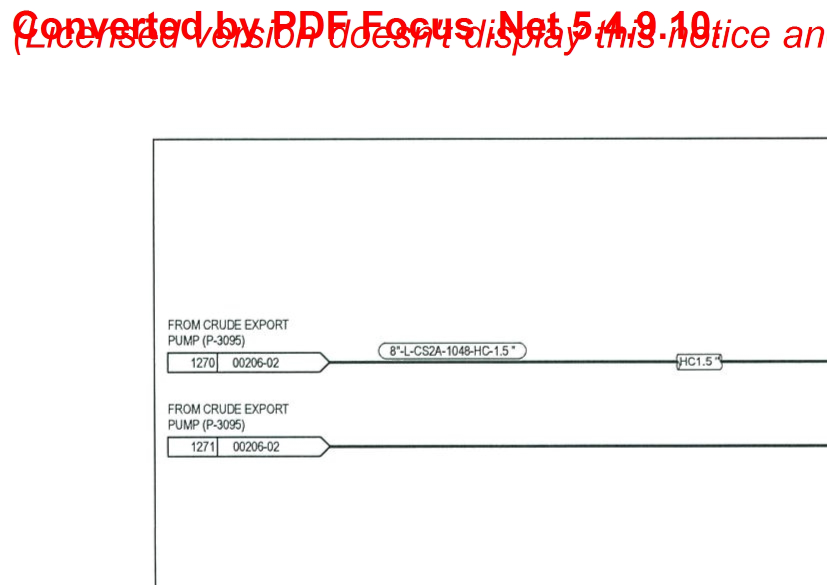 Converted by PDF Focus .Net 5.4.9.10.
(Licensed version doesn't display this notice an
FROM CRUDE EXPORT
PUMP (P-3095)
1270 00206-02
8"-L-CS2A-1048-HC-1.5 "
HC1.5 "
FROM CRUDE EXPORT
PUMP (P-3095)
1271 00206-02